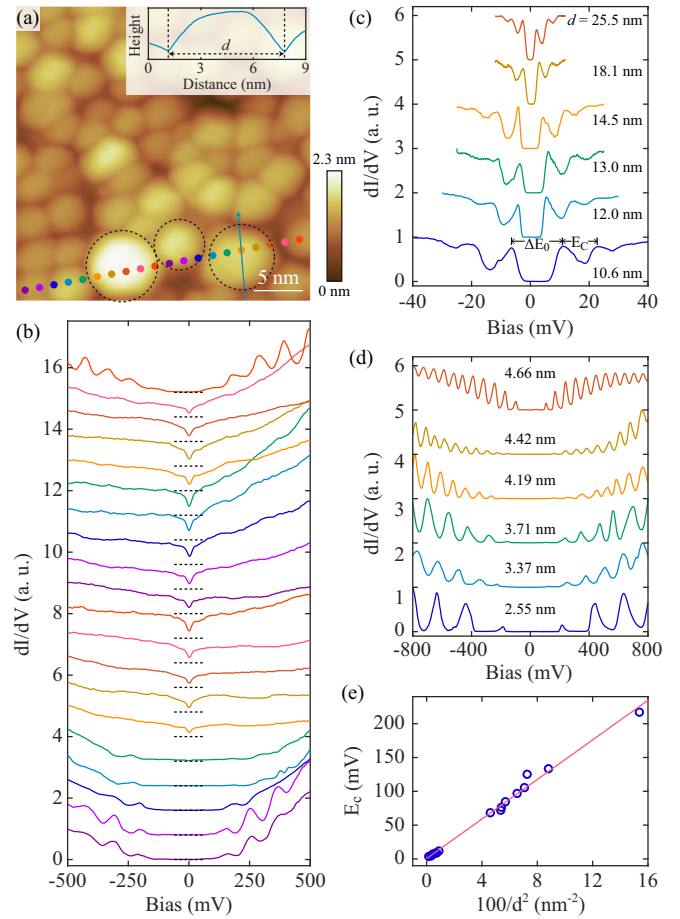 (a)
Height
d
0 3 6 9
Distance (nm)
2.3 nm
0 nm
5 nm
(b)
16
14
12
10
8
6
4
2
0
dI/dV (a. u.)
-500 -250 0 250 500
Bias (mV)
(c)
6
5
4
3
2
1
0
dI/dV (a. u.)
d = 25.5 nm
18.1 nm
14.5 nm
13.0 nm
12.0 nm
ΔE0 EC
10.6 nm
-40 -20 0 20 40
Bias (mV)
(d)
6
5
4
3
2
1
0
dI/dV (a. u.)
4.66 nm
4.42 nm
4.19 nm
3.71 nm
3.37 nm
2.55 nm
-800 -400 0 400 800
Bias (mV)
(e)
200
150
100
50
0
Ec (mV)
0 4 8 12 16
100/d² (nm⁻²)